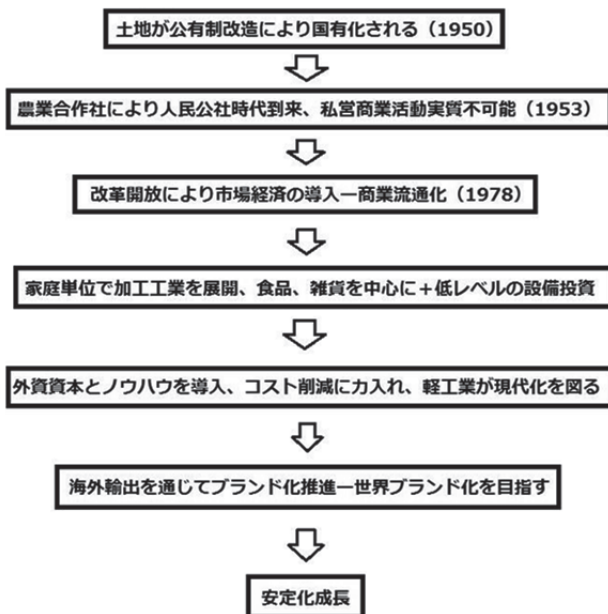 土地が公有制改造により国有化される（1950）
農業合作社により人民公社時代到来、私営商業活動実質不可能（1953）
改革開放により市場経済の導入ー商業流通化（1978）
家庭単位で加工工業を展開、食品、雑貨を中心に＋低レベルの設備投資
外資資本とノウハウを導入、コスト削減に力入れ、軽工業が現代化を図る
海外輸出を通じてブランド化推進ー世界ブランド化を目指す
安定化成長